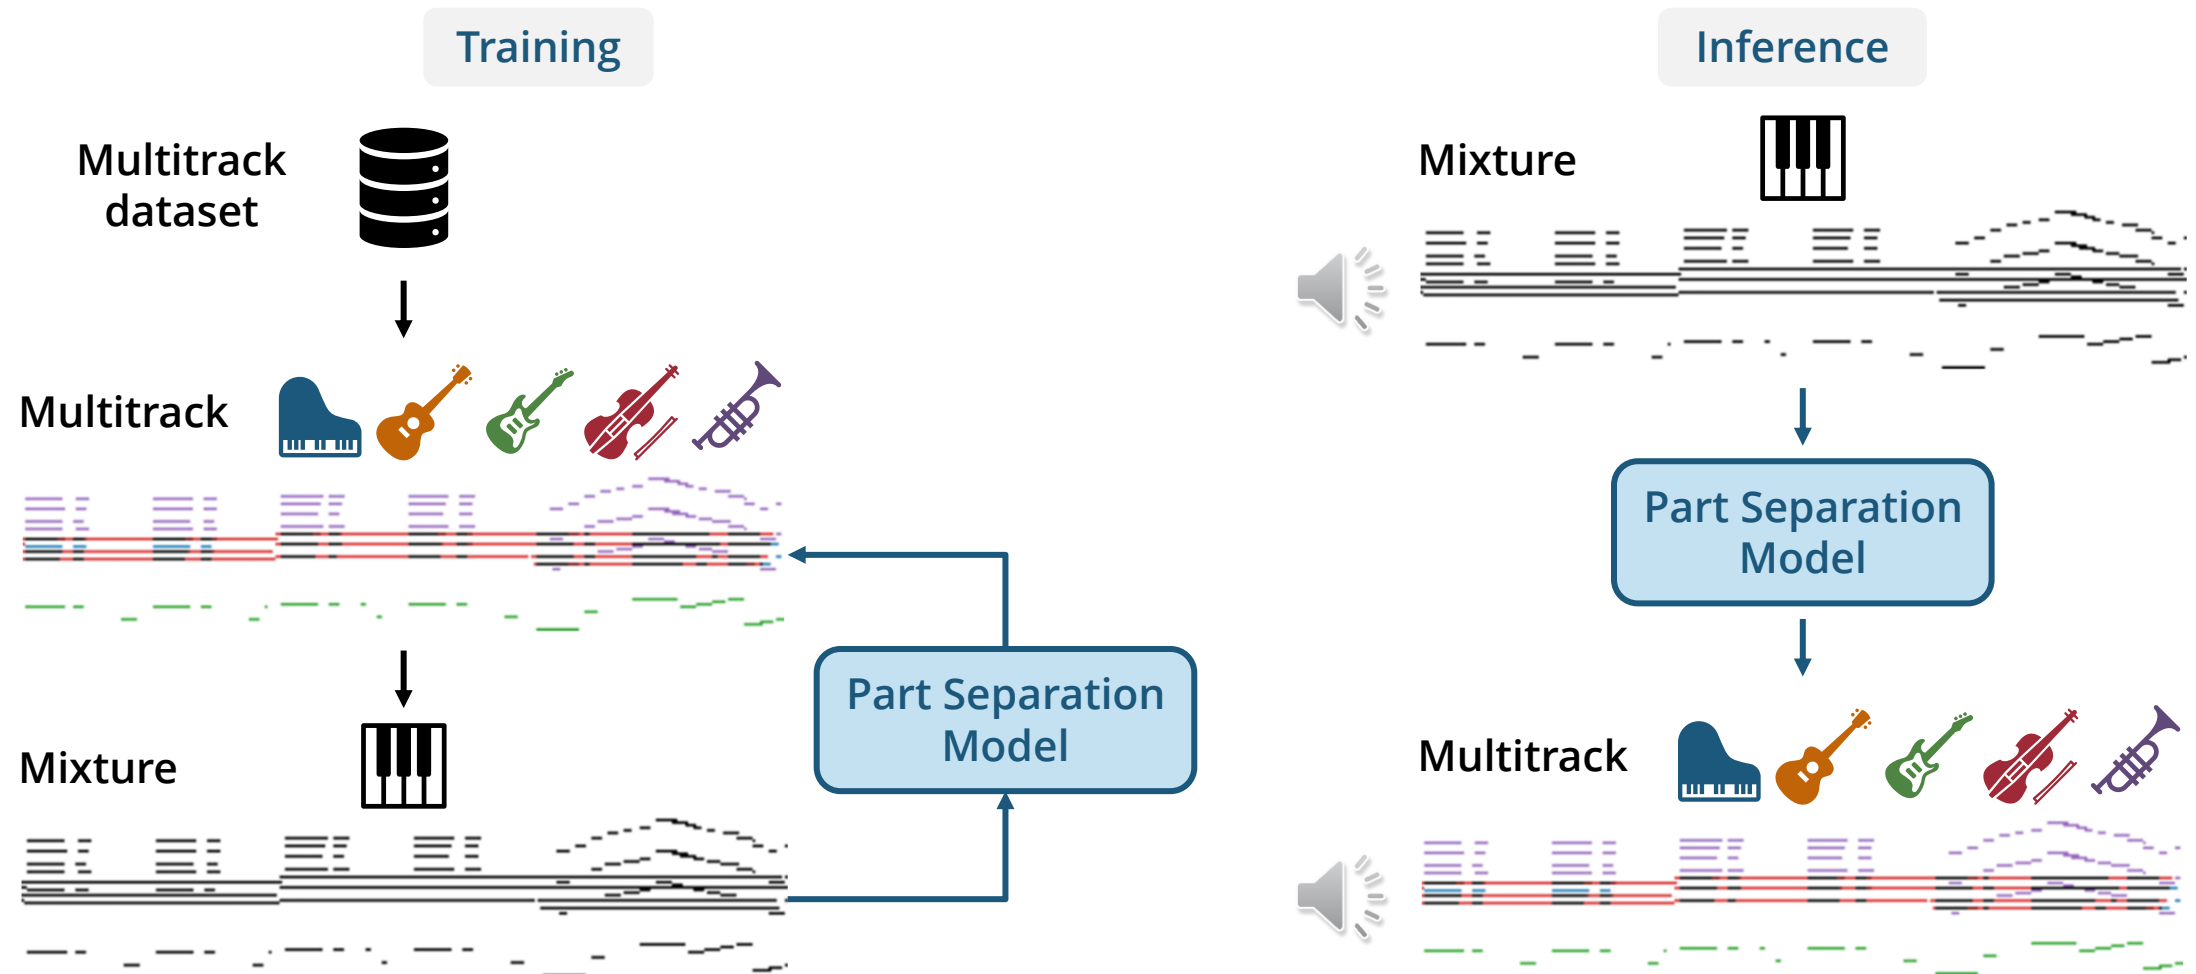 Training
Multitrack
dataset
Multitrack
Mixture
Part Separation
Model
Inference
Mixture
Part Separation
Model
Multitrack